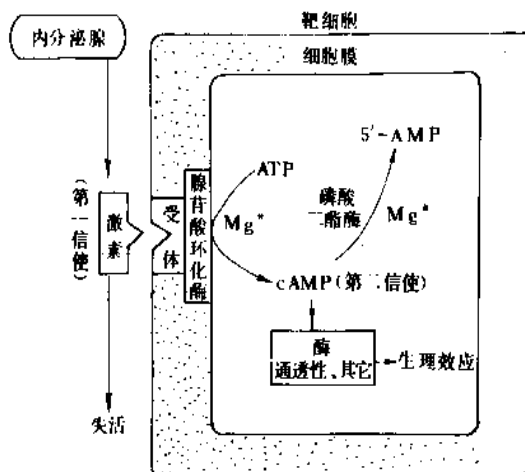 靶细胞
内分泌腺
细胞膜
5'-AMP
ATP
磷酸
二酯酶
Mg*
Mg*
腺苷酸环化酶
受体
激素
(第一信使)
cAMP(第二信使)
酶
通透性、其它
生理效应
失活